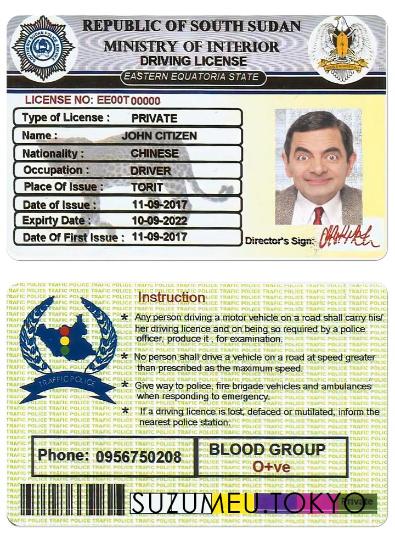 REPUBLIC OF SOUTH SUDAN
MINISTRY OF INTERIOR
DRIVING LICENSE
EASTERN EQUATORIA STATE
LICENSE NO: EE00T00000
Type of License : PRIVATE
Name : JOHN CITIZEN
Nationality : CHINESE
Occupation : DRIVER
Place Of Issue : TORIT
Date of Issue : 11-09-2017
Expirty Date : 10-09-2022
Date Of First Issue : 11-09-2017
Director's Sign:
Instruction
* Any person driving a motor vehicle on a road shall carry his/
her driving licence and on being so required by a police
officer, produce it , for examination.
* No person shall drive a vehicle on a road at speed greater
than prescribed as the maximum speed.
* Give way to police, fire brigade vehicles and ambulances
when responding to emergency.
* If a driving licence is lost, defaced or mutilated, inform the
nearest police station.
TRAFFIC POLICE
Phone: 0956750208
BLOOD GROUP
O+ve
SUZUMEU.TOKYO
Private